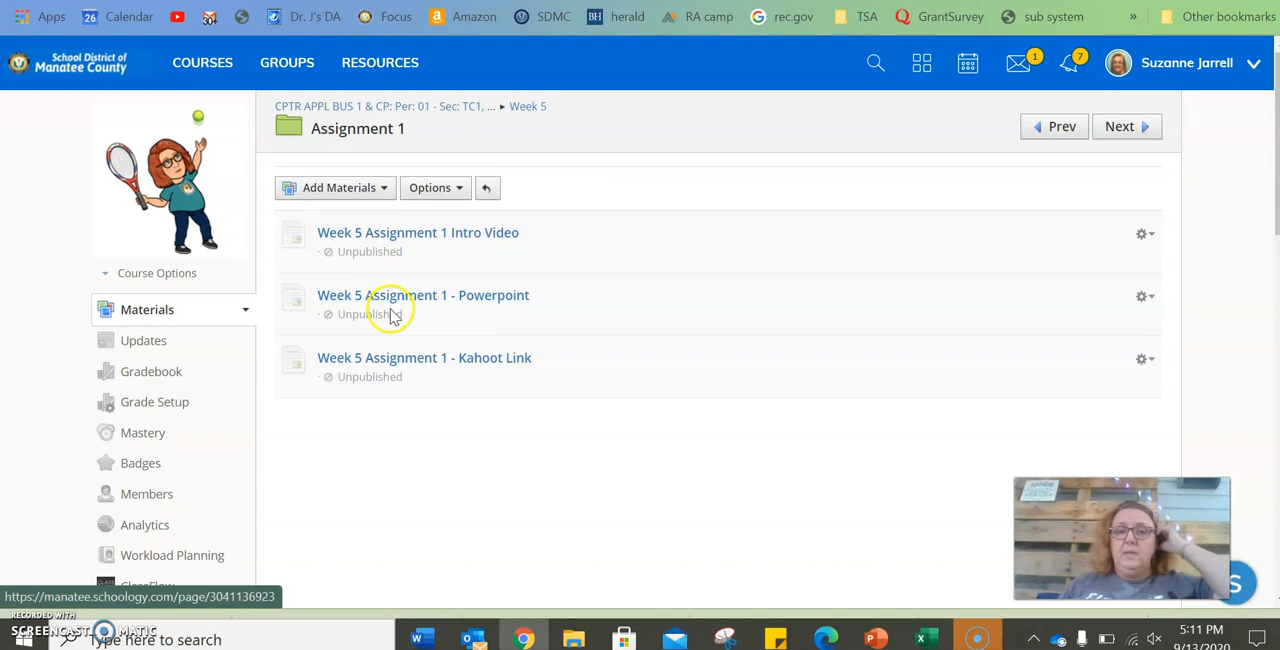 Apps
26 Calendar
Dr. J's DA
Focus
Amazon
SDMC
BH herald
RA camp
rec.gov
TSA
GrantSurvey
sub system
»
Other bookmarks
School District of
Manatee County
COURSES
GROUPS
RESOURCES
1
7
Suzanne Jarrell
CPTR APPL BUS 1 & CP: Per: 01 - Sec: TC1, ... ▸ Week 5
Assignment 1
Prev
Next
Add Materials
Options
Week 5 Assignment 1 Intro Video
· Unpublished
Week 5 Assignment 1 - Powerpoint
· Unpublished
Week 5 Assignment 1 - Kahoot Link
· Unpublished
Course Options
Materials
Updates
Gradebook
Grade Setup
Mastery
Badges
Members
Analytics
Workload Planning
ClassFlow
https://manatee.schoology.com/page/3041136923
RECORDED WITH
SCREENCAST O MATIC
Type here to search
S
5:11 PM
9/13/2020